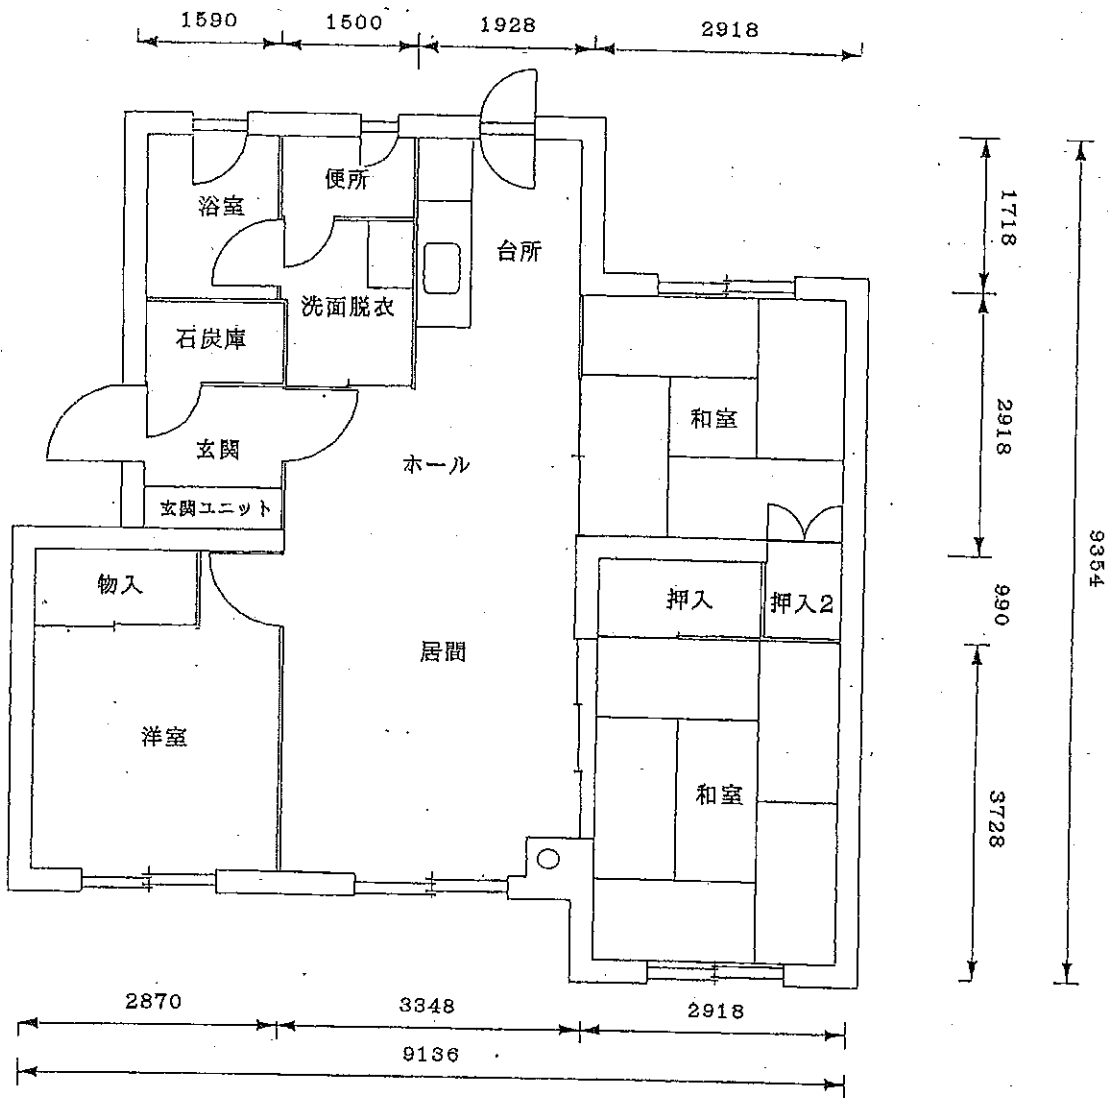 1590
1500
1928
2918
便所
浴室
台所
1718
洗面脱衣
石炭庫
和室
2918
玄関
ホール
玄関ユニット
9354
物入
押入
押入2
990
居間
洋室
和室
3728
2870
3348
2918
9136